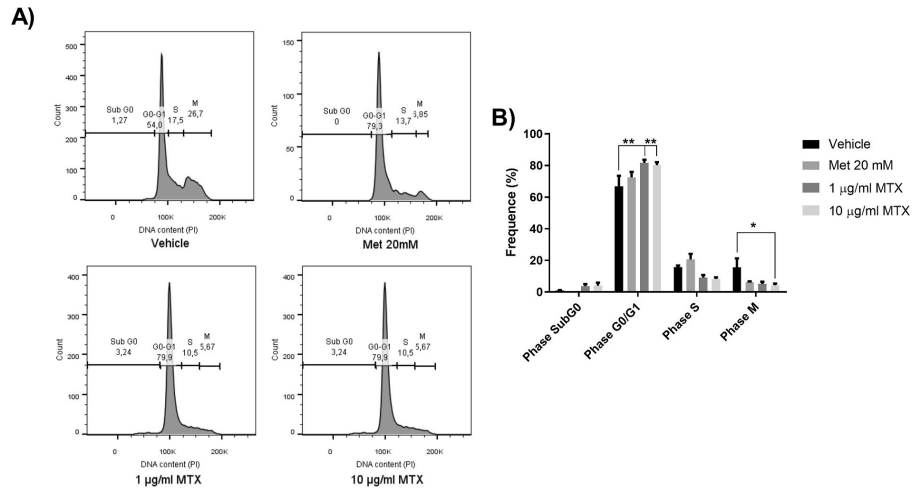 A)
500
400
300
200
100
0
Count
Sub G0
1,27
G0-G1
54,0
S
17,5
M
26,7
0
100K
200K
DNA content (PI)
Vehicle
150
100
50
0
Count
Sub G0
0
G0-G1
79,3
S
13,7
M
5,85
0
100K
200K
DNA content (PI)
Met 20mM
400
300
200
100
0
Count
Sub G0
3,24
G0-G1
79,9
S
10,5
M
5,67
0
100K
200K
DNA content (PI)
1 µg/ml MTX
400
300
200
100
0
Count
Sub G0
3,24
G0-G1
79,9
S
10,5
M
5,67
0
100K
200K
DNA content (PI)
10 µg/ml MTX
B)
100
80
60
40
20
0
Frequence (%)
** **
*
Phase SubG0
Phase G0/G1
Phase S
Phase M
Vehicle
Met 20 mM
1 µg/ml MTX
10 µg/ml MTX